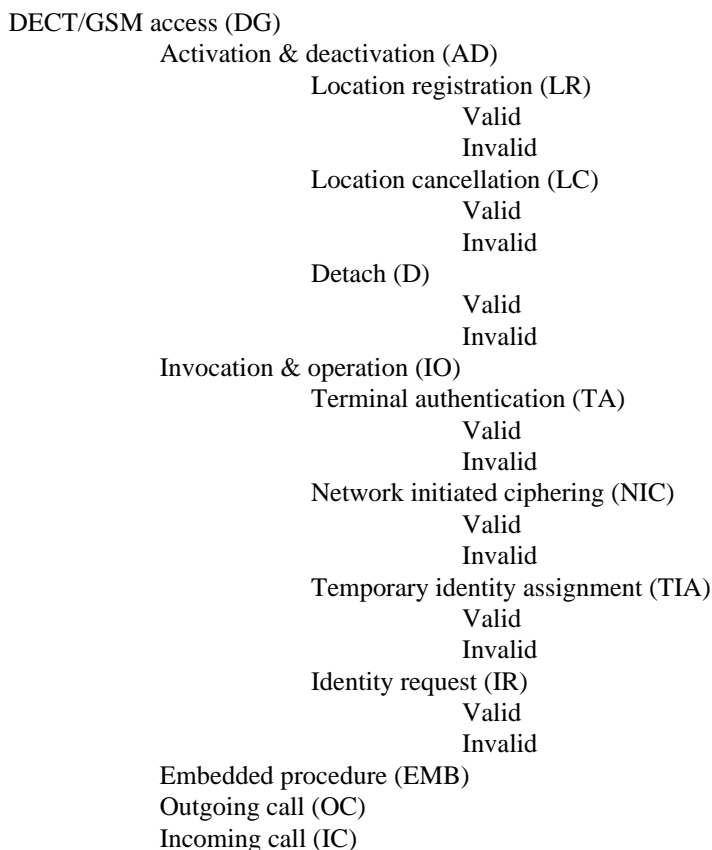 DECT/GSM access (DG)
Activation & deactivation (AD)
Location registration (LR)
Valid
Invalid
Location cancellation (LC)
Valid
Invalid
Detach (D)
Valid
Invalid
Invocation & operation (IO)
Terminal authentication (TA)
Valid
Invalid
Network initiated ciphering (NIC)
Valid
Invalid
Temporary identity assignment (TIA)
Valid
Invalid
Identity request (IR)
Valid
Invalid
Embedded procedure (EMB)
Outgoing call (OC)
Incoming call (IC)